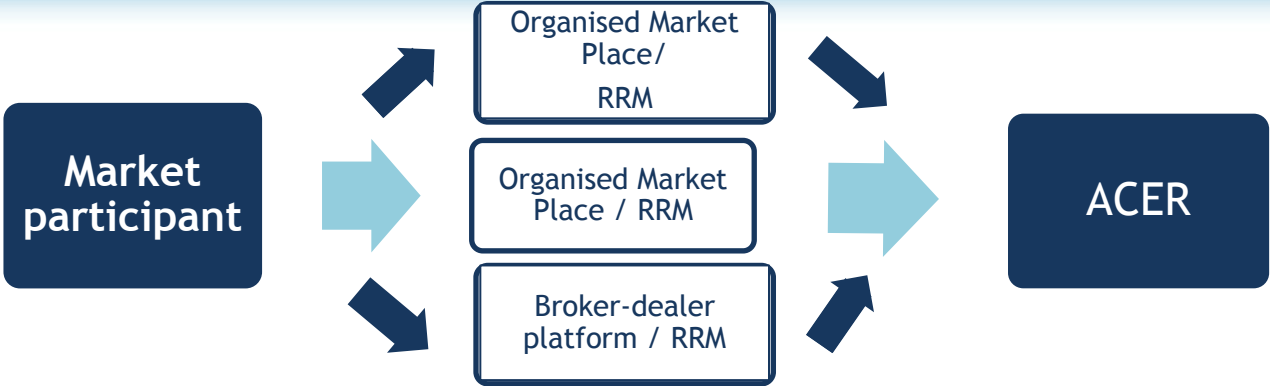 Organised Market
Place/
RRM
Market
participant
Organised Market
Place / RRM
ACER
Broker-dealer
platform / RRM